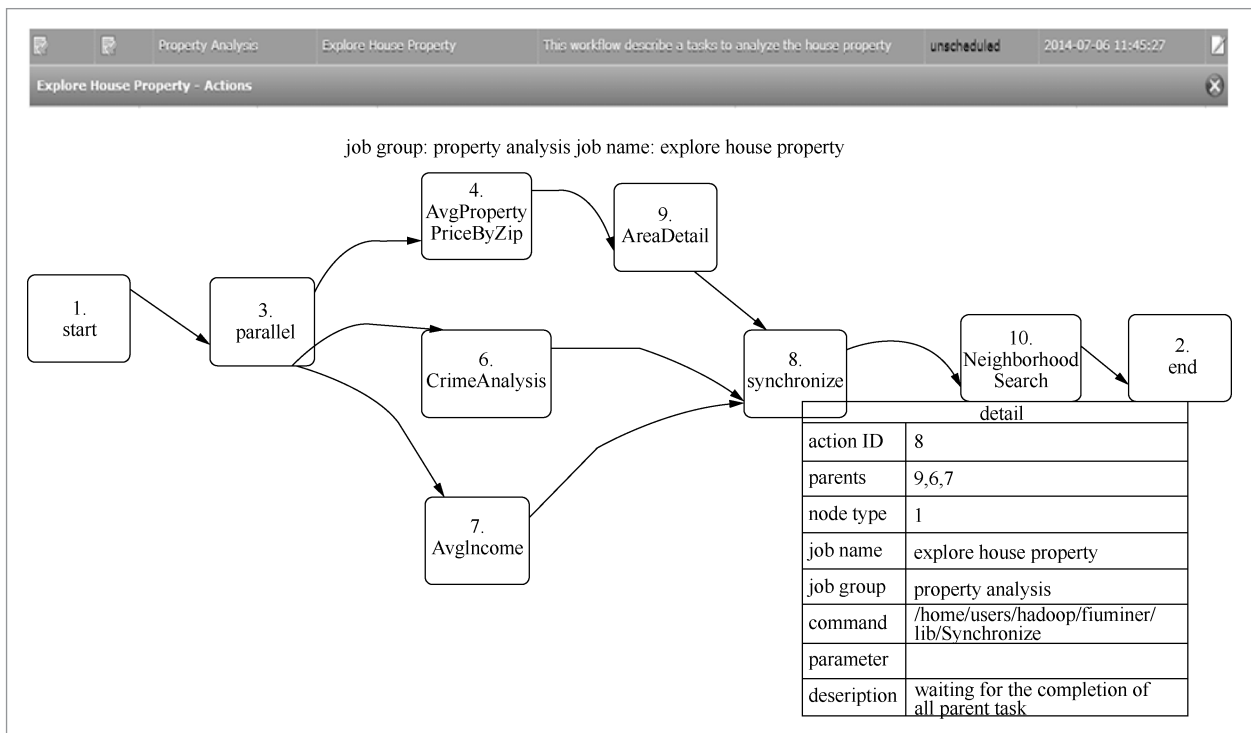 Property Analysis Explore House Property This workflow describe a tasks to analyze the house property unscheduled 2014-07-06 11:45:27
Explore House Property - Actions
job group: property analysis job name: explore house property
1.
start
3.
parallel
4.
AvgProperty
PriceByZip
9.
AreaDetail
6.
CrimeAnalysis
7.
AvgIncome
8.
synchronize
10.
Neighborhood
Search
2.
end
detail
action ID 8
parents 9,6,7
node type 1
job name explore house property
job group property analysis
command /home/users/hadoop/fiuminer/
lib/Synchronize
parameter
deseription waiting for the completion of
all parent task